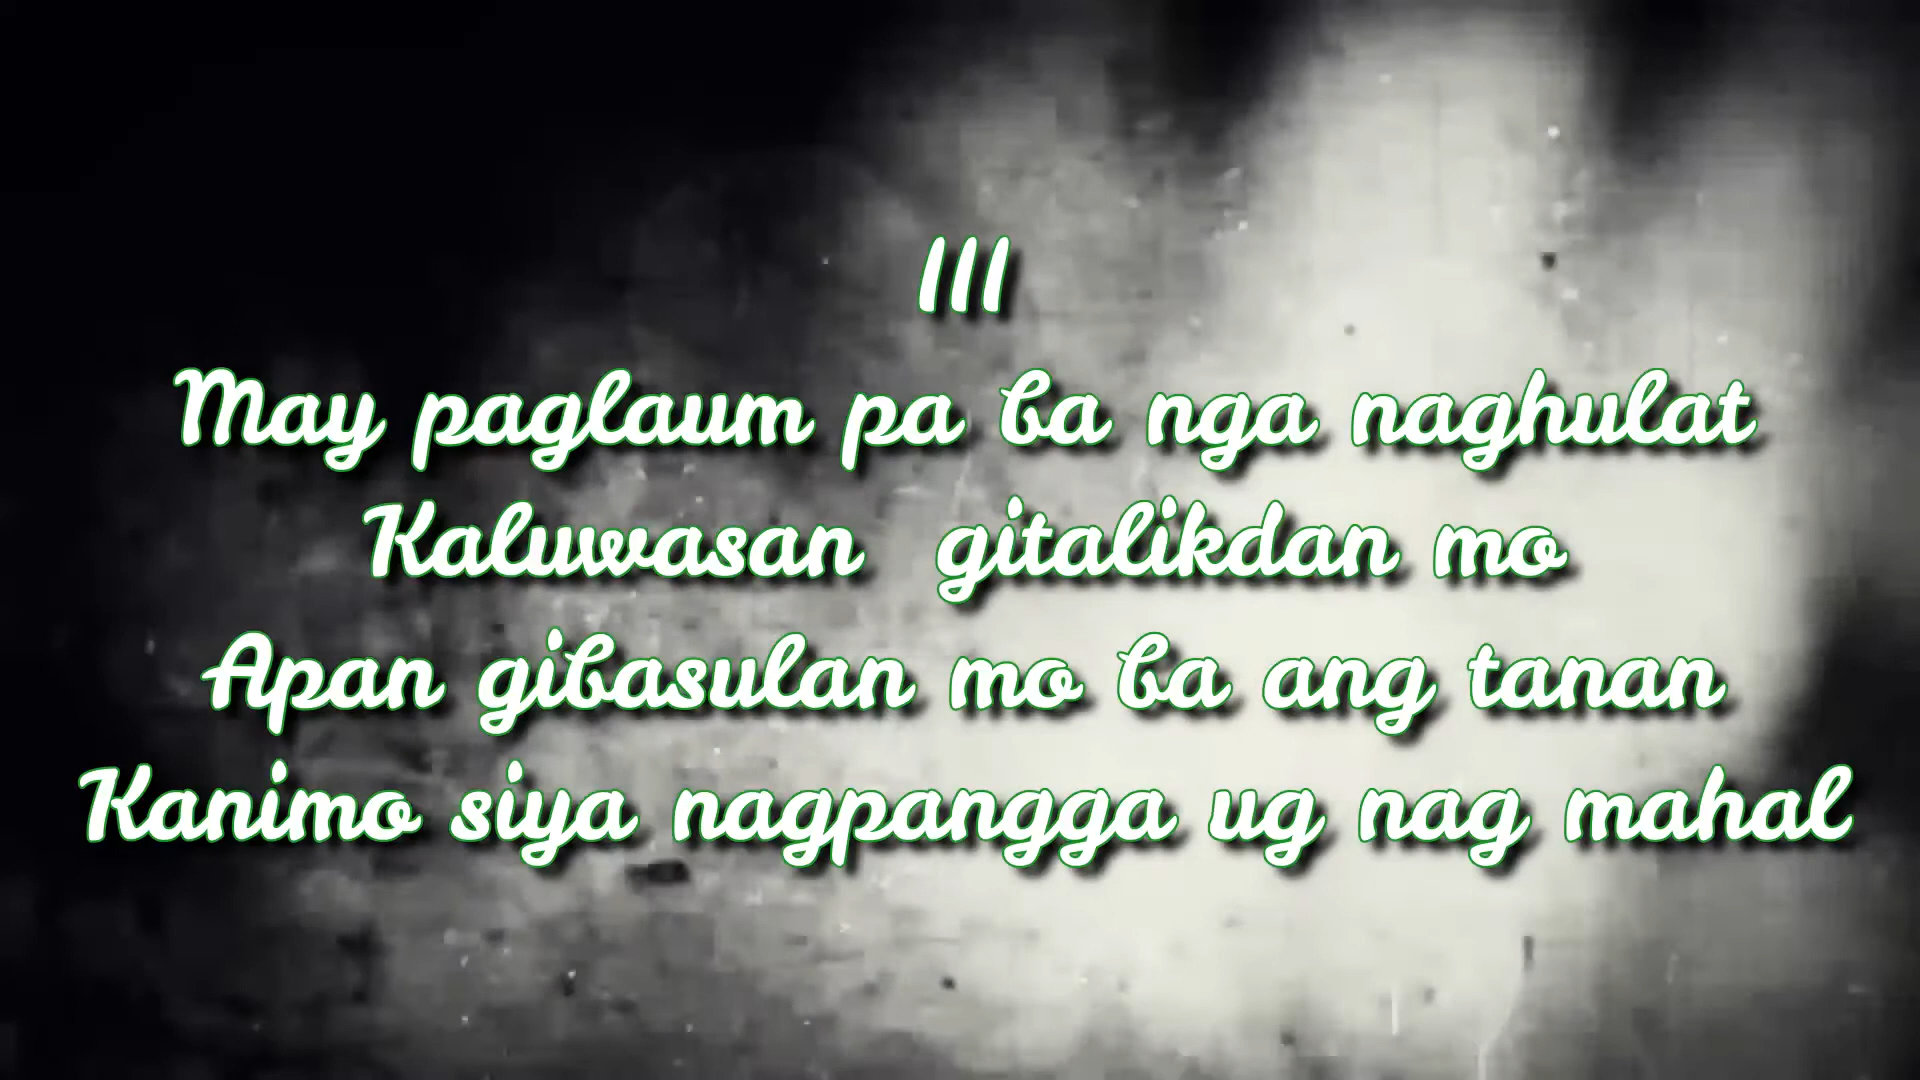 III
May paglaum pa ba nga naghulat
Kaluwasan gitalikdan mo
Apan gibasulan mo ba ang tanan
Kanimo siya nagpangga ug nag mahal